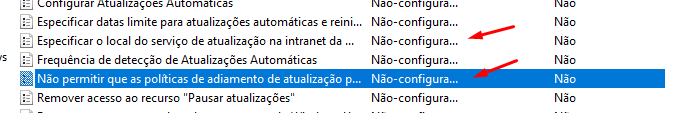 Configurar Atualizações Automáticas Não-configura... Não
Especificar datas limite para atualizações automáticas e reini... Não-configura... Não
Especificar o local do serviço de atualização na intranet da ... Não-configura... Não
ys Frequência de detecção de Atualizações Automáticas Não-configura... Não
Não permitir que as políticas de adiamento de atualização p... Não-configura... Não
Remover acesso ao recurso "Pausar atualizações" Não-configura... Não